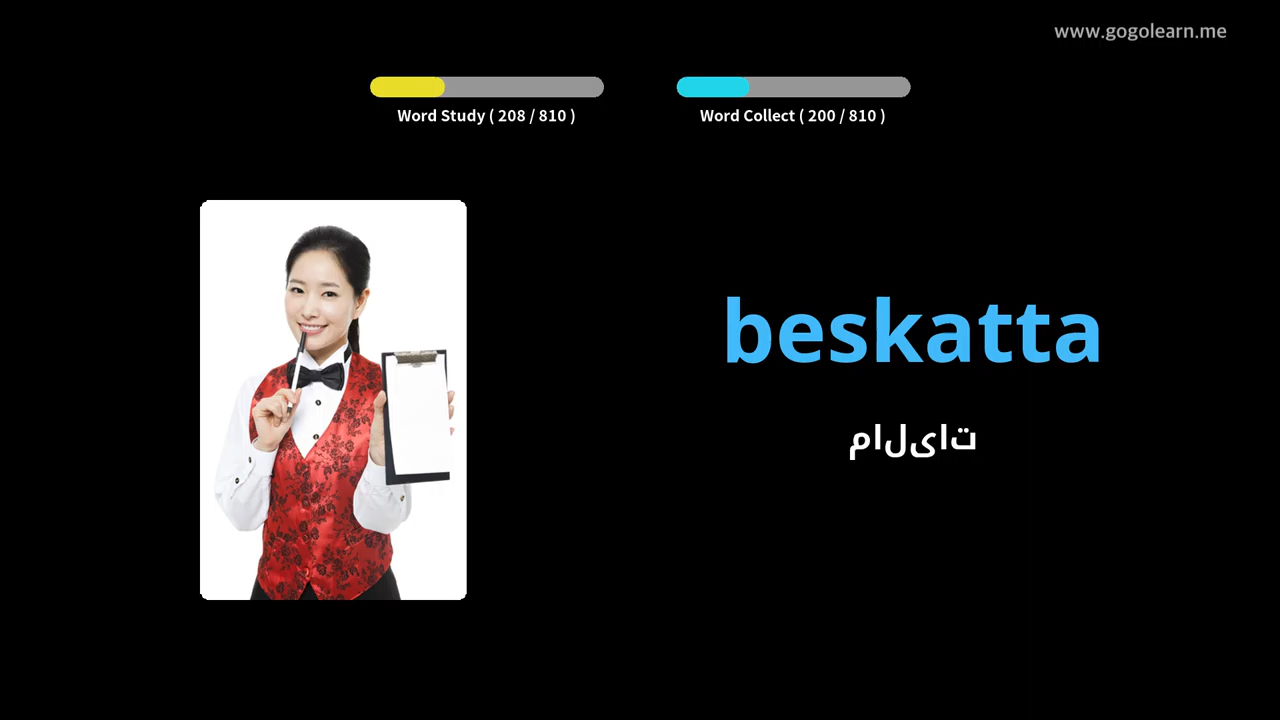 www.gogolearn.me
Word Study ( 208 / 810 )
Word Collect ( 200 / 810 )
beskatta
مالیات